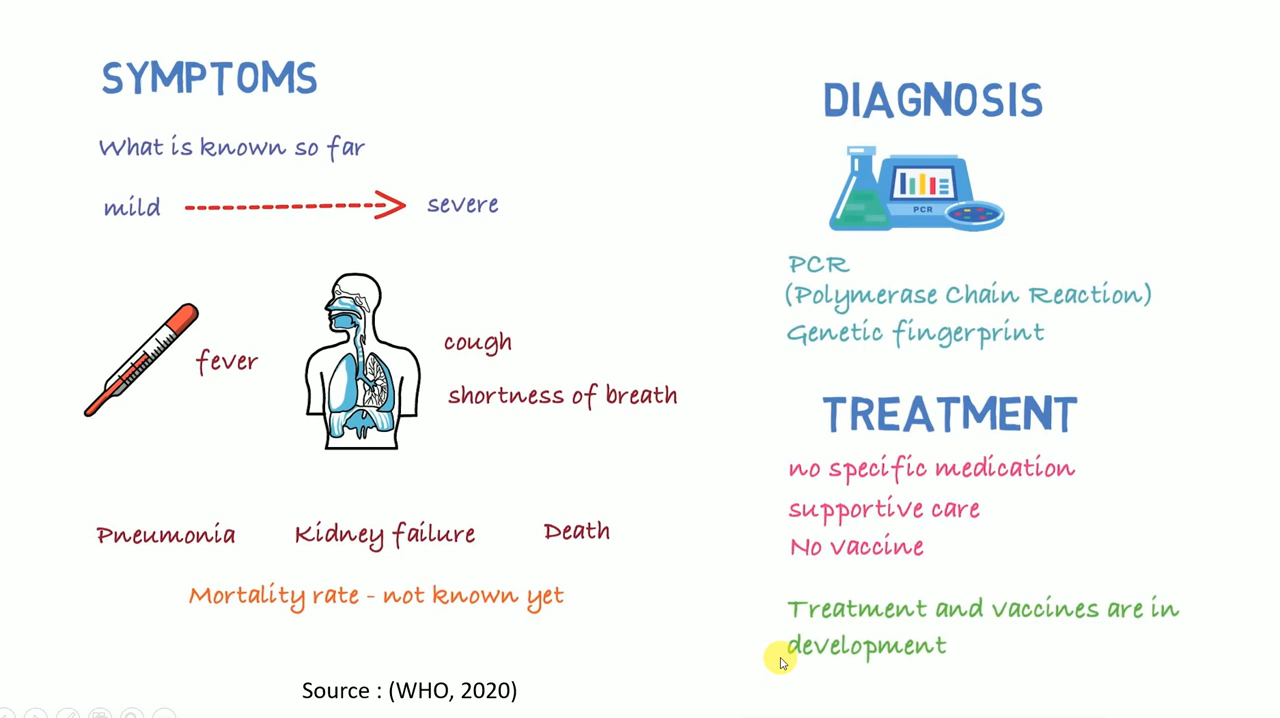 SYMPTOMS
What is known so far
mild
severe
fever
cough
shortness of breath
Pneumonia
Kidney failure
Death
Mortality rate - not known yet
Source : (WHO, 2020)
DIAGNOSIS
PCR
PCR
(Polymerase Chain Reaction)
Genetic fingerprint
TREATMENT
no specific medication
supportive care
No vaccine
Treatment and vaccines are in
development